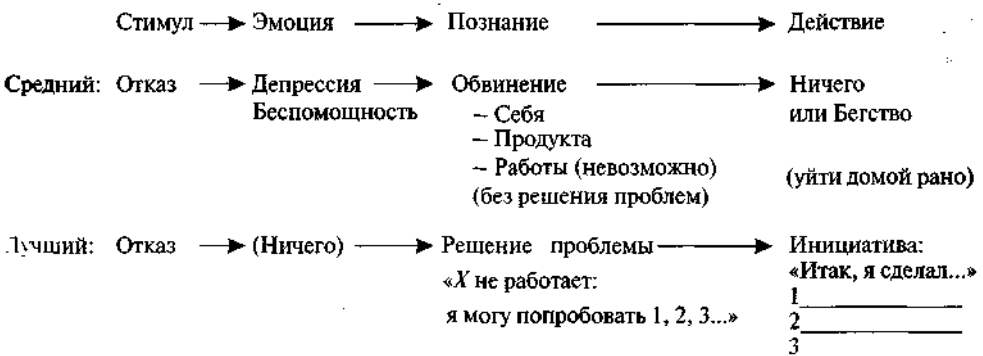 Стимул Эмоция Познание Действие
Средний: Отказ Депрессия Обвинение Ничего
Беспомощность – Себя или Бегство
– Продукта
– Работы (невозможно) (уйти домой рано)
(без решения проблем)
Лучший: Отказ (Ничего) Решение проблемы Инициатива:
«X не работает: «Итак, я сделал...»
я могу попробовать 1, 2, 3...» 1
2
3